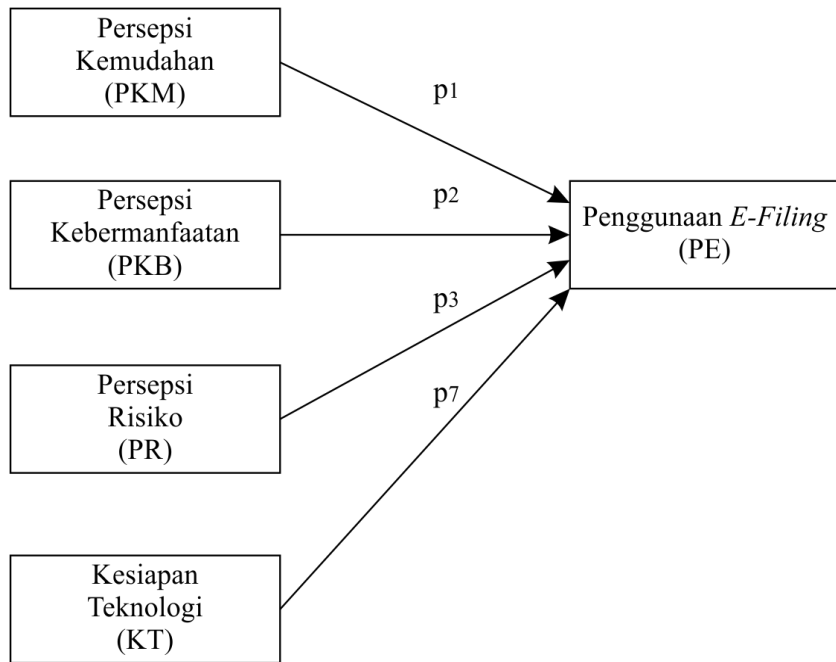 Persepsi
Kemudahan
(PKM)
p1
Persepsi
Kebermanfaatan
(PKB)
p2
Penggunaan E-Filing
(PE)
p3
Persepsi
Risiko
(PR)
p7
Kesiapan
Teknologi
(KT)